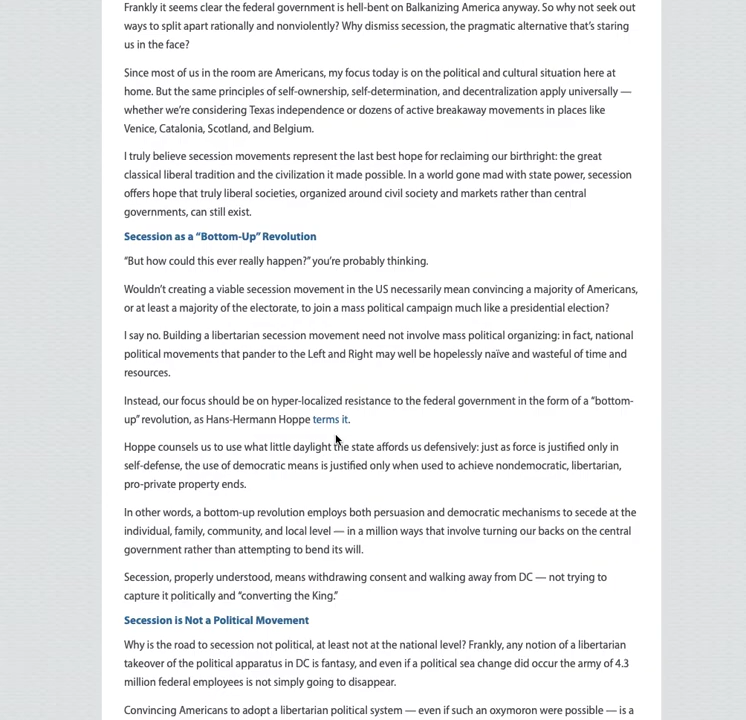 Frankly it seems clear the federal government is hell-bent on Balkanizing America anyway. So why not seek out
ways to split apart rationally and nonviolently? Why dismiss secession, the pragmatic alternative that's staring
us in the face?
Since most of us in the room are Americans, my focus today is on the political and cultural situation here at
home. But the same principles of self-ownership, self-determination, and decentralization apply universally —
whether we're considering Texas independence or dozens of active breakaway movements in places like
Venice, Catalonia, Scotland, and Belgium.
I truly believe secession movements represent the last best hope for reclaiming our birthright: the great
classical liberal tradition and the civilization it made possible. In a world gone mad with state power, secession
offers hope that truly liberal societies, organized around civil society and markets rather than central
governments, can still exist.
Secession as a “Bottom-Up” Revolution
“But how could this ever really happen?” you're probably thinking.
Wouldn't creating a viable secession movement in the US necessarily mean convincing a majority of Americans,
or at least a majority of the electorate, to join a mass political campaign much like a presidential election?
I say no. Building a libertarian secession movement need not involve mass political organizing: in fact, national
political movements that pander to the Left and Right may well be hopelessly naïve and wasteful of time and
resources.
Instead, our focus should be on hyper-localized resistance to the federal government in the form of a “bottom-
up” revolution, as Hans-Hermann Hoppe terms it.
Hoppe counsels us to use what little daylight the state affords us defensively: just as force is justified only in
self-defense, the use of democratic means is justified only when used to achieve nondemocratic, libertarian,
pro-private property ends.
In other words, a bottom-up revolution employs both persuasion and democratic mechanisms to secede at the
individual, family, community, and local level — in a million ways that involve turning our backs on the central
government rather than attempting to bend its will.
Secession, properly understood, means withdrawing consent and walking away from DC — not trying to
capture it politically and “converting the King.”
Secession is Not a Political Movement
Why is the road to secession not political, at least not at the national level? Frankly, any notion of a libertarian
takeover of the political apparatus in DC is fantasy, and even if a political sea change did occur the army of 4.3
million federal employees is not simply going to disappear.
Convincing Americans to adopt a libertarian political system — even if such an oxymoron were possible — is a